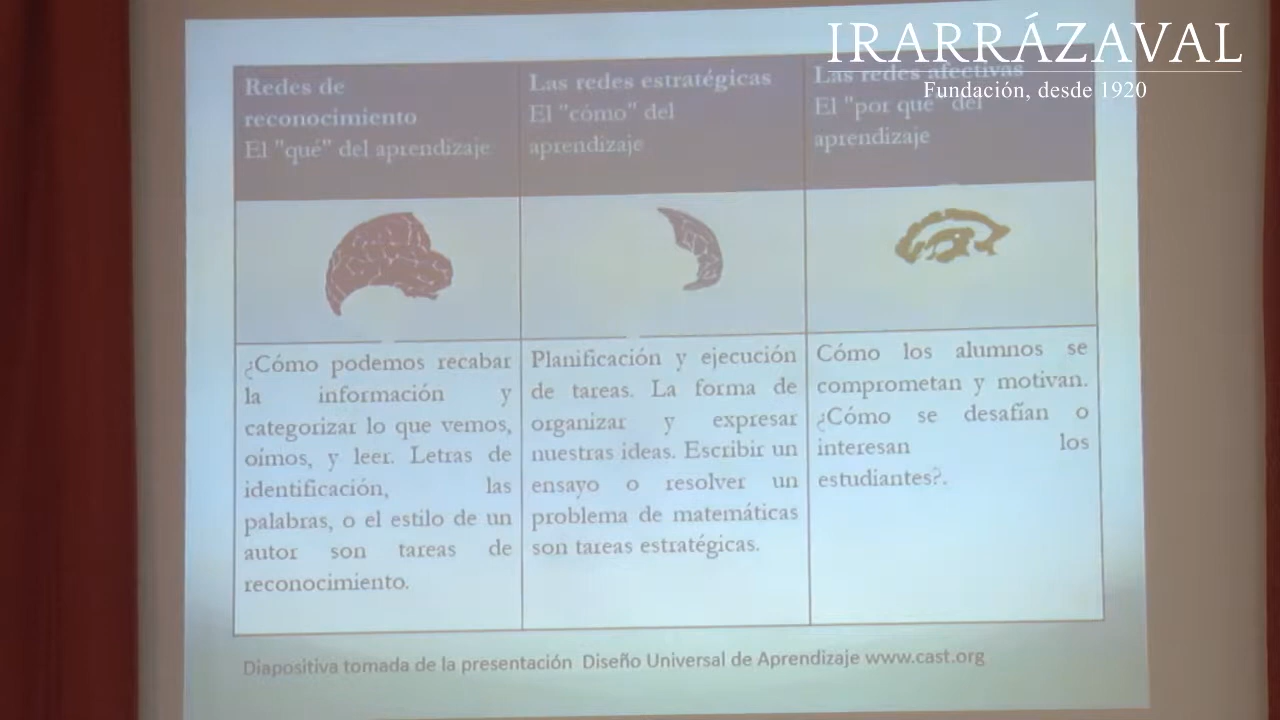 IRARRÁZAVAL
Fundación, desde 1920
Redes de
reconocimiento
El "qué" del aprendizaje
Las redes estratégicas
El "cómo" del
aprendizaje
Las redes afectivas
El "por qué" del
aprendizaje
¿Cómo podemos recabar
la información y
categorizar lo que vemos,
oímos, y leer. Letras de
identificación, las
palabras, o el estilo de un
autor son tareas de
reconocimiento.
Planificación y ejecución
de tareas. La forma de
organizar y expresar
nuestras ideas. Escribir un
ensayo o resolver un
problema de matemáticas
son tareas estratégicas.
Cómo los alumnos se
comprometan y motivan.
¿Cómo se desafían o
interesan los
estudiantes?.
Diapositiva tomada de la presentación Diseño Universal de Aprendizaje www.cast.org